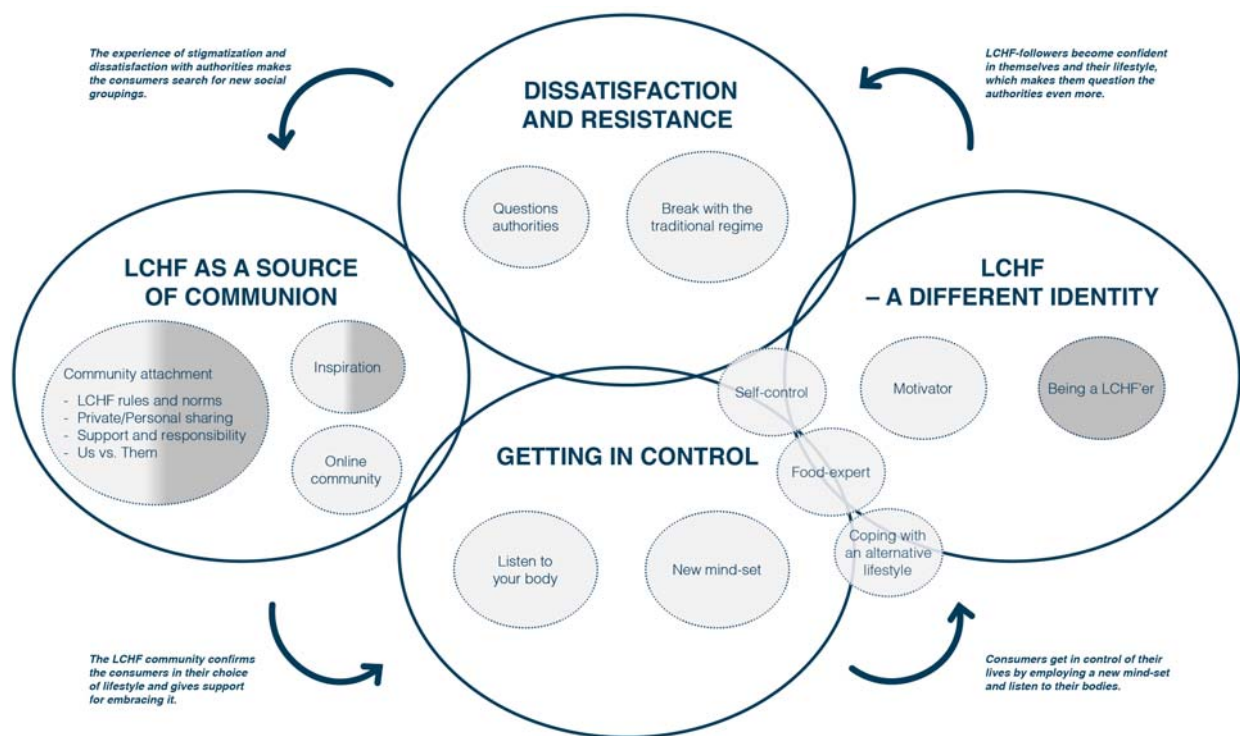 The experience of stigmatization and
dissatisfaction with authorities makes
the consumers search for new social
groupings.
LCHF-followers become confident
in themselves and their lifestyle,
which makes them question the
authorities even more.
DISSATISFACTION
AND RESISTANCE
Questions
authorities
Break with the
traditional regime
LCHF AS A SOURCE
OF COMMUNION
Community attachment
- LCHF rules and norms
- Private/Personal sharing
- Support and responsibility
- Us vs. Them
Inspiration
Online
community
LCHF
– A DIFFERENT IDENTITY
Self-control
Motivator
Being a LCHF'er
Food-expert
Coping with
an alternative
lifestyle
GETTING IN CONTROL
Listen to
your body
New mind-set
The LCHF community confirms
the consumers in their choice
of lifestyle and gives support
for embracing it.
Consumers get in control of their
lives by employing a new mind-set
and listen to their bodies.